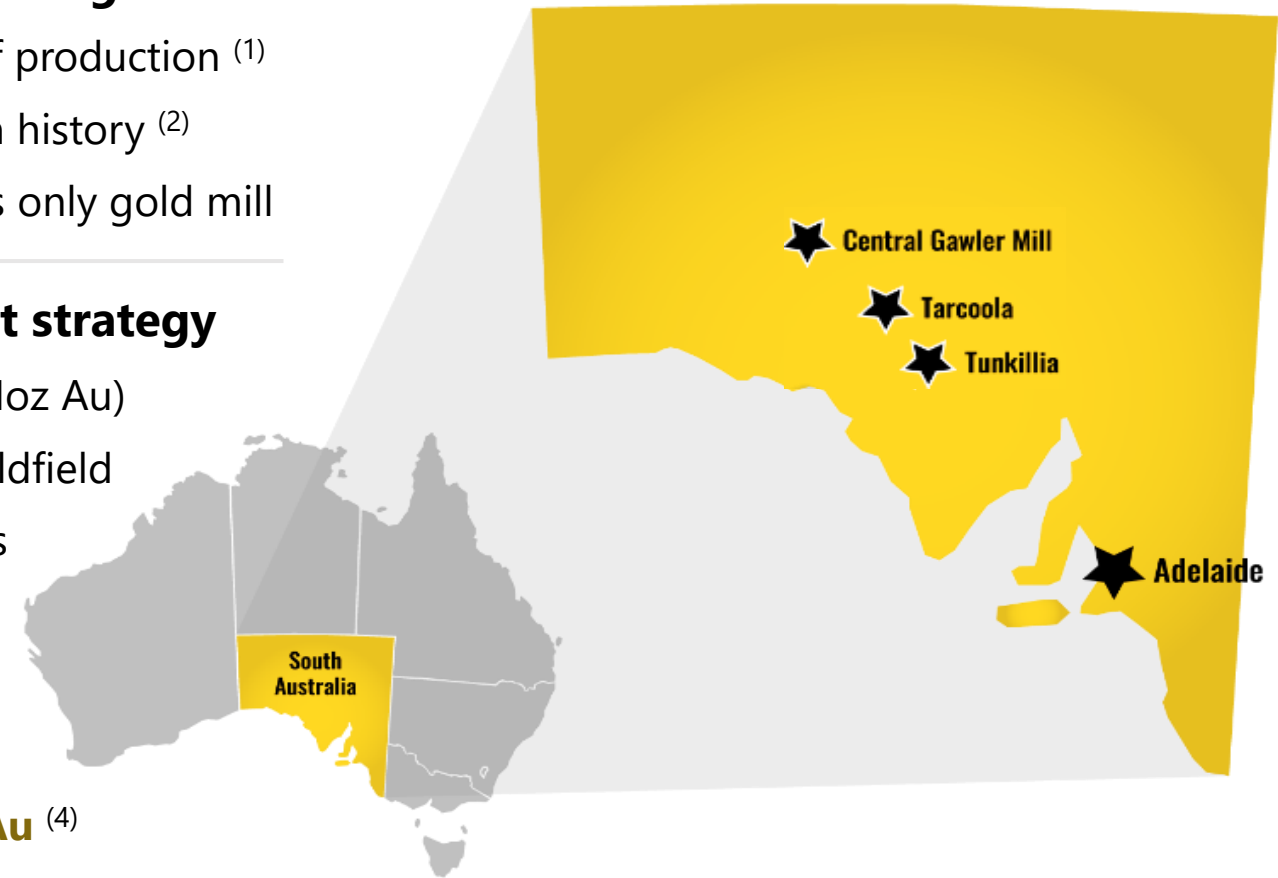 f production (1)
history (2)
s only gold mill
t strategy
oz Au)
ldfield
s
Au (4)
Central Gawler Mill
Tarcoola
Tunkillia
Adelaide
South
Australia